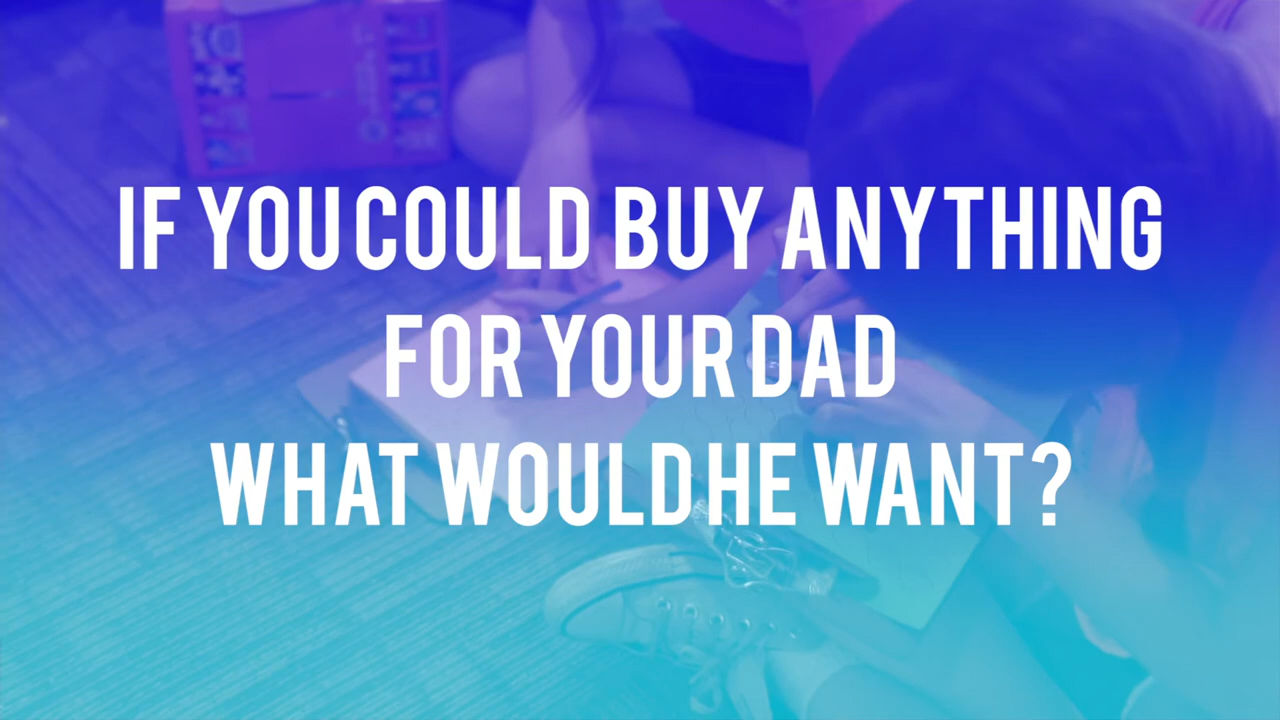 IF YOU COULD BUY ANYTHING
FOR YOUR DAD
WHAT WOULD HE WANT?